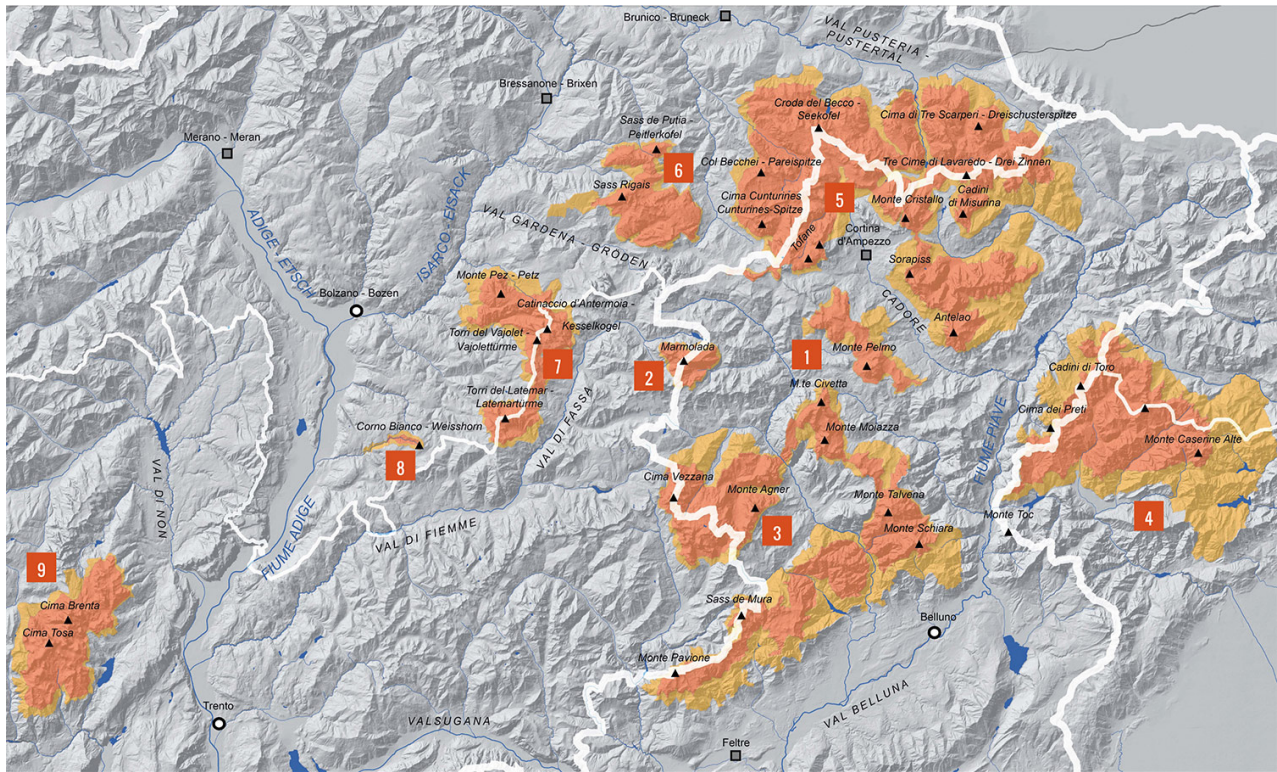 Brunico - Bruneck
VAL PUSTERIA -
PUSTERTAL
Bressanone - Brixen
Merano - Meran
Croda del Becco -
Seekofel
Cima di Tre Scarperi - Dreischusterspitze
Sass de Putia -
Peitlerkofel
6
Col Becchei - Pareispitze
Tre Cime di Lavaredo - Drei Zinnen
Sass Rigais
5
Cima Cunturines
Cunturines-Spitze
Monte Cristallo
Cadini
di Misurina
VAL GARDENA - GRÖDEN
ADIGE - ETSCH
ISARCO - EISACK
Tofane
Cortina
d'Ampezzo
Sorapiss
Monte Pez - Petz
Bolzano - Bozen
Catinaccio d'Antermoia -
Kesselkogel
CADORE
Antelao
Torri del Vajolet -
Vajolettürme
7
Marmolada
2
1
Monte Pelmo
Cadini di Toro
Torri del-Latemar -
Latemartürme
M.te Civetta
Cima dei Preti
Corno Bianco - Weisshorn
8
VAL DI FASSA
Monte Moiazza
FIUME PIAVE
Monte Caserine Alte
VAL DI NON
Cima Vezzana
Monte Agner
Monte Talvena
3
Monte Schiara
Monte Toc
4
FIUME ADIGE
VAL DI FIEMME
9
Cima Brenta
Cima Tosa
Sass de Mura
Belluno
Monte Pavione
VAL BELLUNA
Trento
VALSUGANA
Feltre